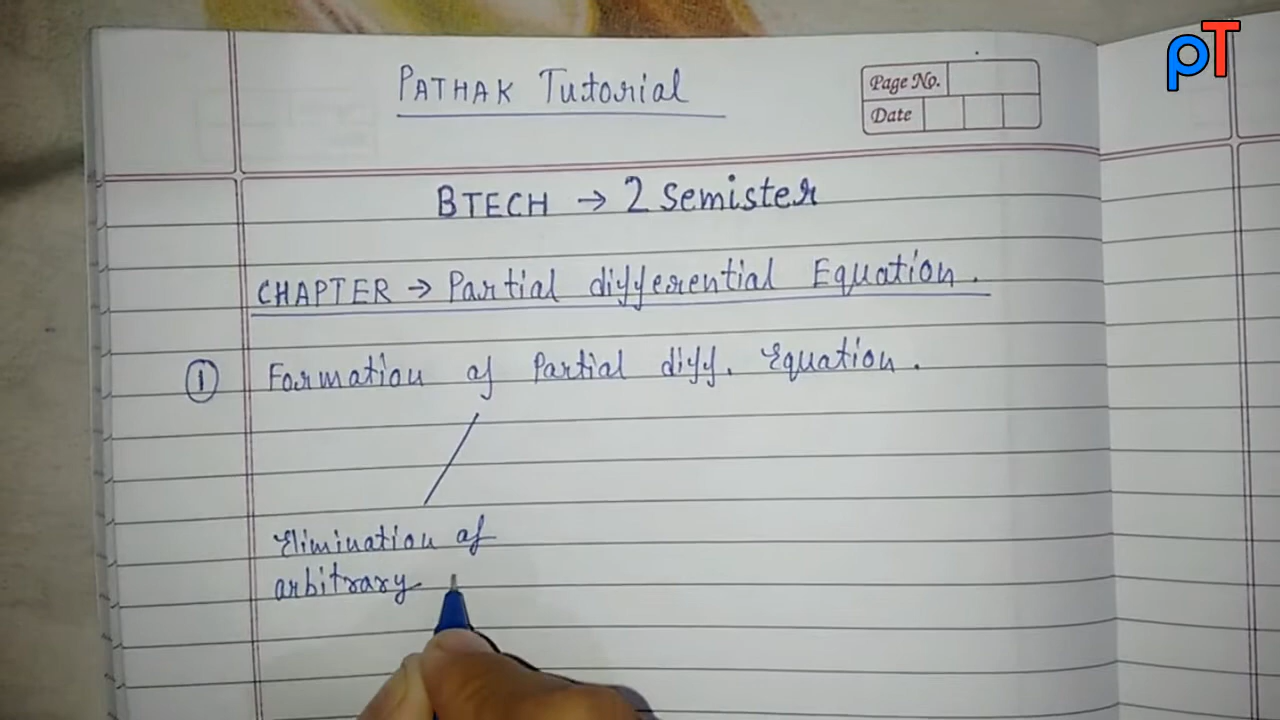 PATHAK Tutorial
Page No.
Date
PT
BTECH → 2 Semister
CHAPTER → Partial differential Equation.
① Formation of Partial diff. Equation.
Elimination of
arbitrary